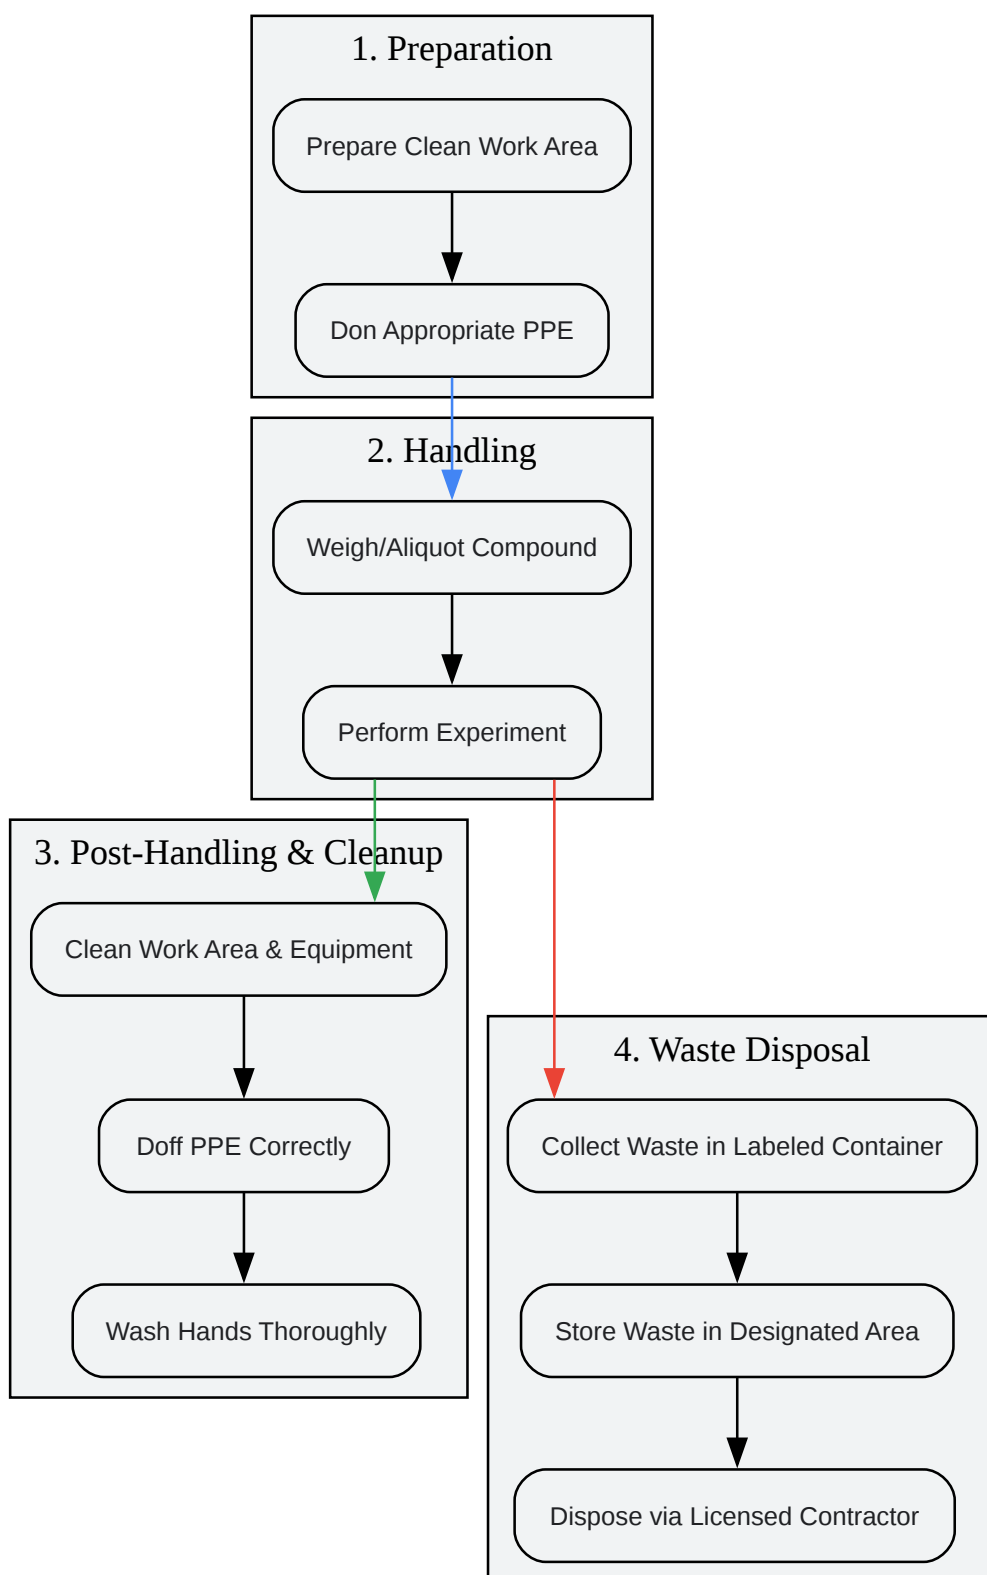 1. Preparation
Prepare Clean Work Area
Don Appropriate PPE
2. Handling
Weigh/Aliquot Compound
Perform Experiment
3. Post-Handling & Cleanup
Clean Work Area & Equipment
Doff PPE Correctly
Wash Hands Thoroughly
4. Waste Disposal
Collect Waste in Labeled Container
Store Waste in Designated Area
Dispose via Licensed Contractor